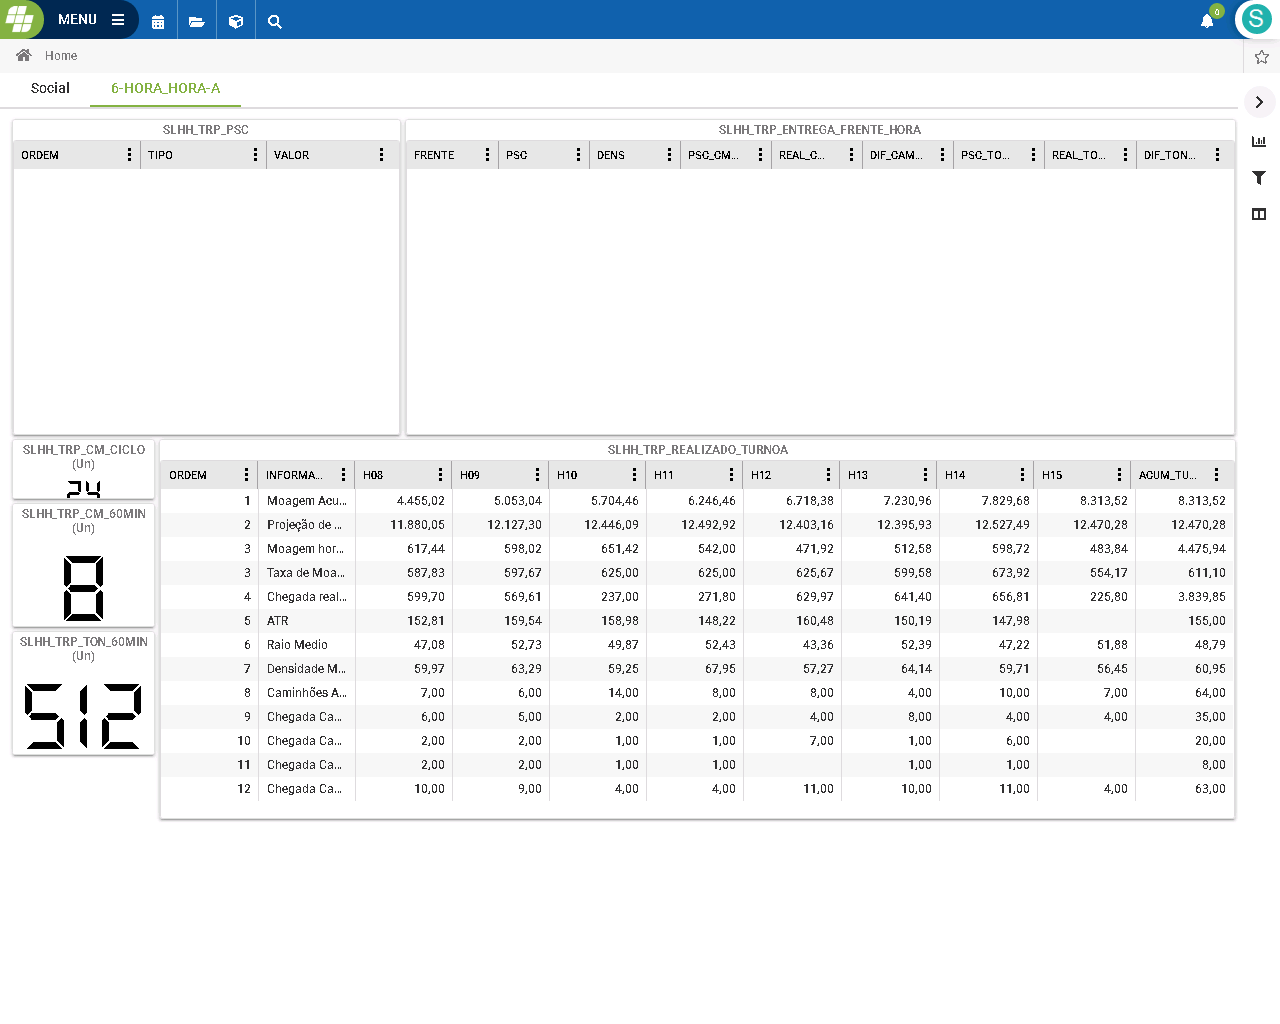 MENU
0
S
Home
Social 6-HORA_HORA-A
SLHH_TRP_PSC
ORDEM TIPO VALOR
SLHH_TRP_ENTREGA_FRENTE_HORA
FRENTE PSC DENS PSC_CM... REAL_C... DIF_CAM... PSC_TO... REAL_TO... DIF_TON...
SLHH_TRP_CM_CICLO
(Un)
24
SLHH_TRP_CM_60MIN
(Un)
8
SLHH_TRP_TON_60MIN
(Un)
512
SLHH_TRP_REALIZADO_TURNOA
ORDEM INFORMA... H08 H09 H10 H11 H12 H13 H14 H15 ACUM_TU...
1 Moagem Acu... 4.455,02 5.053,04 5.704,46 6.246,46 6.718,38 7.230,96 7.829,68 8.313,52 8.313,52
2 Projeção de ... 11.880,05 12.127,30 12.446,09 12.492,92 12.403,16 12.395,93 12.527,49 12.470,28 12.470,28
3 Moagem hor... 617,44 598,02 651,42 542,00 471,92 512,58 598,72 483,84 4.475,94
3 Taxa de Moa... 587,83 597,67 625,00 625,00 625,67 599,58 673,92 554,17 611,10
4 Chegada real... 599,70 569,61 237,00 271,80 629,97 641,40 656,81 225,80 3.839,85
5 ATR 152,81 159,54 158,98 148,22 160,48 150,19 147,98 155,00
6 Raio Medio 47,08 52,73 49,87 52,43 43,36 52,39 47,22 51,88 48,79
7 Densidade M... 59,97 63,29 59,25 67,95 57,27 64,14 59,71 56,45 60,95
8 Caminhões A... 7,00 6,00 14,00 8,00 8,00 4,00 10,00 7,00 64,00
9 Chegada Ca... 6,00 5,00 2,00 2,00 4,00 8,00 4,00 4,00 35,00
10 Chegada Ca... 2,00 2,00 1,00 1,00 7,00 1,00 6,00 20,00
11 Chegada Ca... 2,00 2,00 1,00 1,00 1,00 1,00 8,00
12 Chegada Ca... 10,00 9,00 4,00 4,00 11,00 10,00 11,00 4,00 63,00